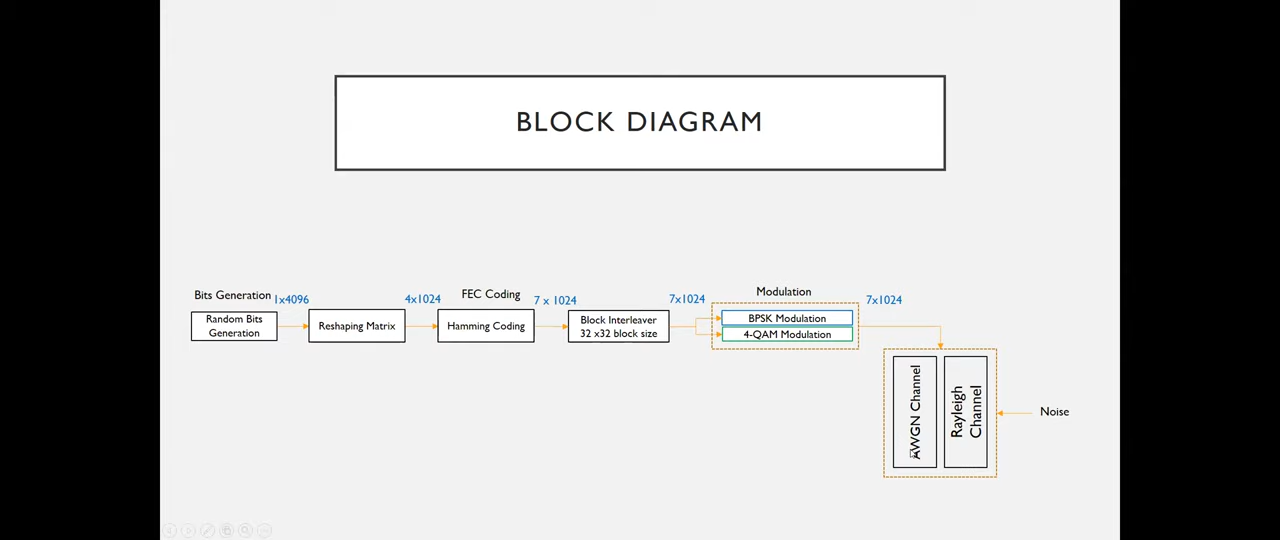 BLOCK DIAGRAM
Bits Generation
1x4096
4x1024
FEC Coding
7 x 1024
7x1024
Modulation
7x1024
Random Bits
Generation
Reshaping Matrix
Hamming Coding
Block Interleaver
32 x32 block size
BPSK Modulation
4-QAM Modulation
AWGN Channel
Rayleigh
Channel
Noise